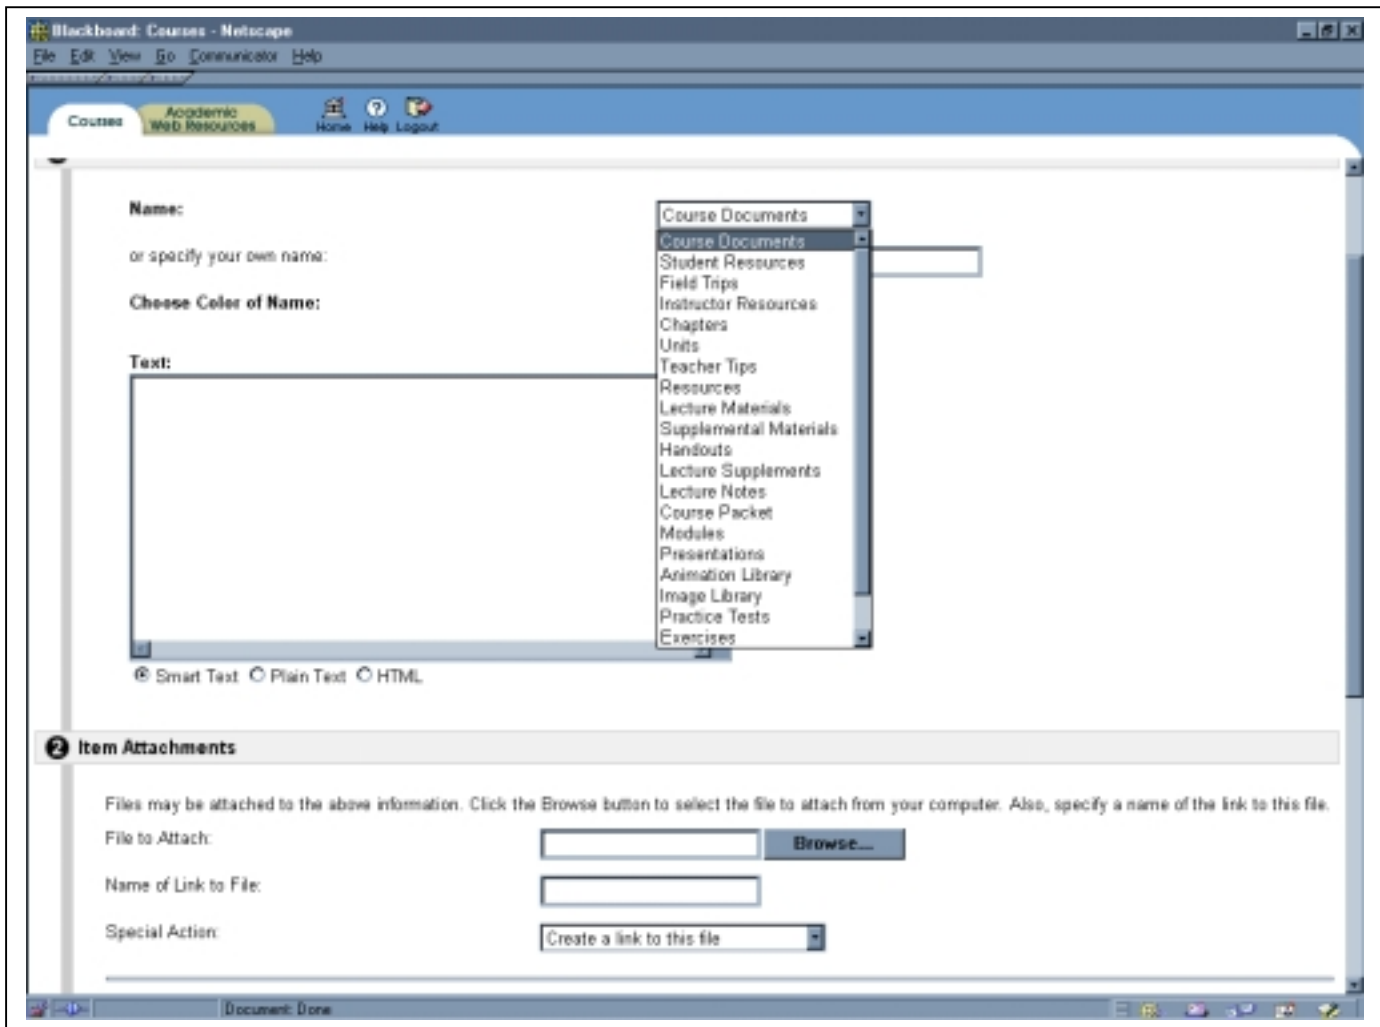 Blackboard: Courses - Netscape
File Edit View Go Communicator Help
Courses
Academic
Web Resources
Home Help Logout
Name:
Course Documents
Course Documents
or specify your own name:
Student Resources
Field Trips
Choose Color of Name:
Instructor Resources
Chapters
Units
Text:
Teacher Tips
Resources
Lecture Materials
Supplemental Materials
Handouts
Lecture Supplements
Lecture Notes
Course Packet
Modules
Presentations
Animation Library
Image Library
Practice Tests
Exercises
Smart Text Plain Text HTML
2 Item Attachments
Files may be attached to the above information. Click the Browse button to select the file to attach from your computer. Also, specify a name of the link to this file.
File to Attach:
Browse...
Name of Link to File:
Special Action:
Create a link to this file
Document: Done